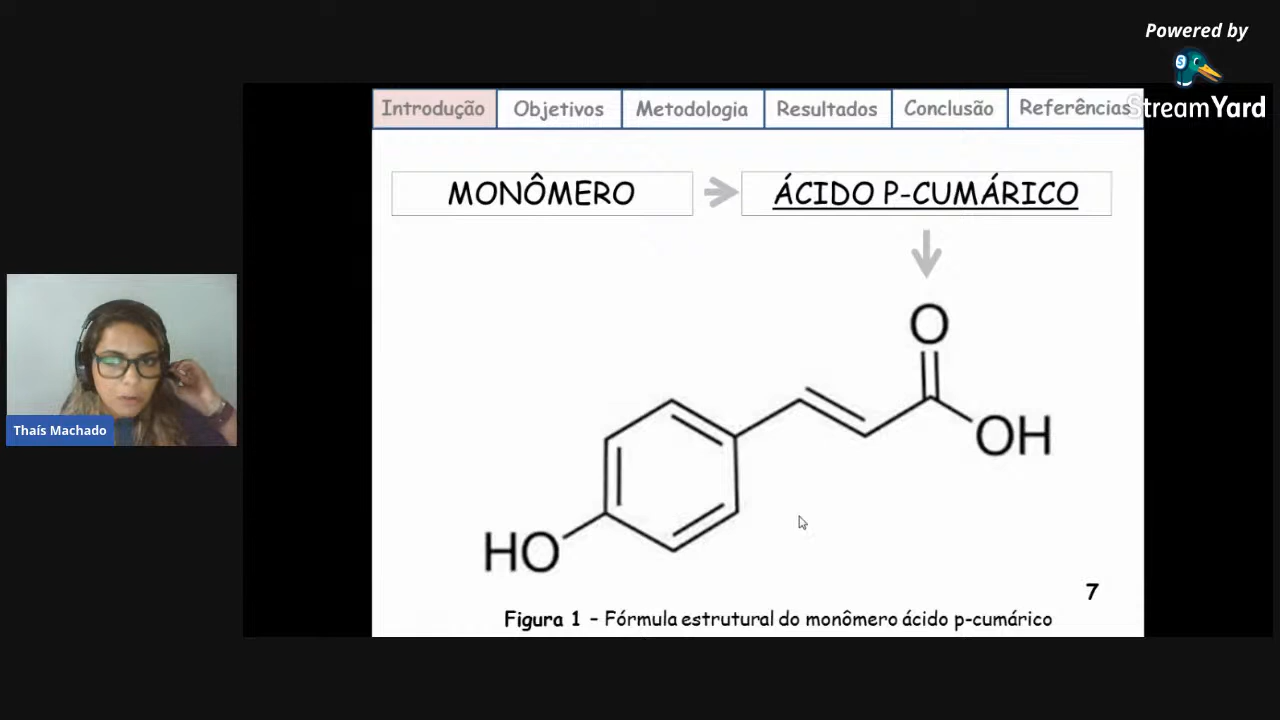 Powered by
StreamYard
Introdução Objetivos Metodologia Resultados Conclusão Referências
MONÔMERO ÁCIDO P-CUMÁRICO
O
OH
HO
Thaís Machado
7
Figura 1 – Fórmula estrutural do monômero ácido p-cumárico